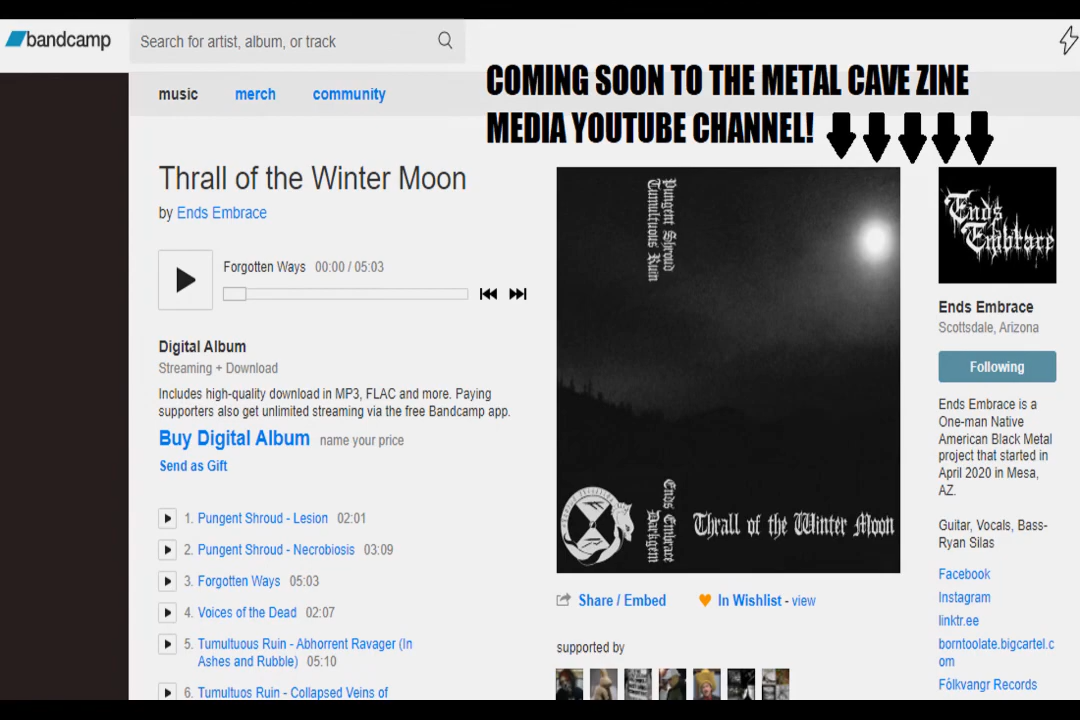 bandcamp
Search for artist, album, or track
music merch community
COMING SOON TO THE METAL CAVE ZINE
MEDIA YOUTUBE CHANNEL!
Thrall of the Winter Moon
by Ends Embrace
Forgotten Ways 00:00 / 05:03
Digital Album
Streaming + Download
Includes high-quality download in MP3, FLAC and more. Paying
supporters also get unlimited streaming via the free Bandcamp app.
Buy Digital Album name your price
Send as Gift
1. Pungent Shroud - Lesion 02:01
2. Pungent Shroud - Necrobiosis 03:09
3. Forgotten Ways 05:03
4. Voices of the Dead 02:07
5. Tumultuous Ruin - Abhorrent Ravager (In
Ashes and Rubble) 05:10
6. Tumultuos Ruin - Collapsed Veins of
Pungent Shroud
Tumultuous Ruin
Ends Embrace
Darkgem
Thrall of the Winter Moon
Share / Embed
In Wishlist - view
supported by
Ends
Embrace
Ends Embrace
Scottsdale, Arizona
Following
Ends Embrace is a
One-man Native
American Black Metal
project that started in
April 2020 in Mesa,
AZ.
Guitar, Vocals, Bass-
Ryan Silas
Facebook
Instagram
linktr.ee
borntoolate.bigcartel.c
om
Fólkvangr Records